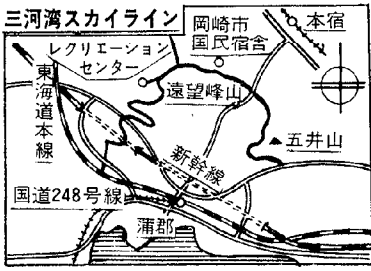 三河湾スカイライン
岡崎市
国民宿舎
本宿
レクリエーション
センター
東海道本線
遠望峰山
五井山
新幹線
国道248号線
蒲郡